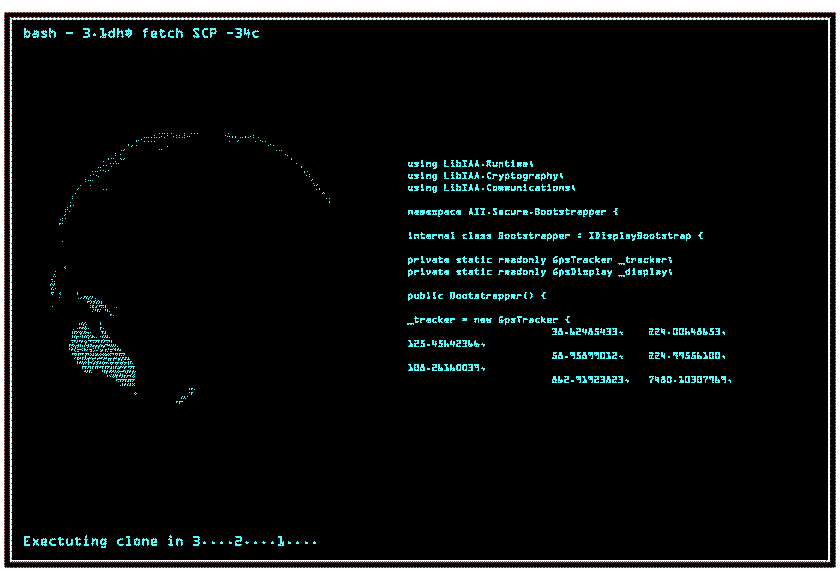 bash - 3.1dh# fetch SCP -34c
using LibIAA.Runtime;
using LibIAA.Cryptography;
using LibIAA.Communications;
namespace AII.Secure.Bootstrapper {
internal class Bootstrapper : IDisplayBootstrap {
private static readonly GpsTracker _tracker;
private static readonly GpsDisplay _display;
public Bootstrapper() {
_tracker = new GpsTracker {
38.62485433, 224.00648653,
125.45642366,
58.95899012, 224.99556100,
108.26160039,
862.91923823, 7480.10307969,
Exectuting clone in 3....2....1....